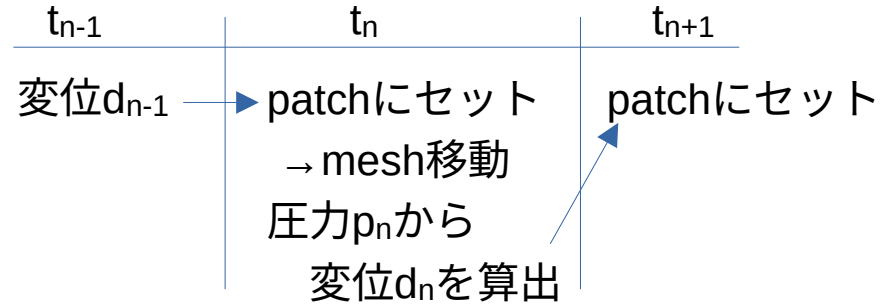 tn-1 tn tn+1
変位dn-1 patchにセット patchにセット
→mesh移動
圧力pnから
変位dnを算出